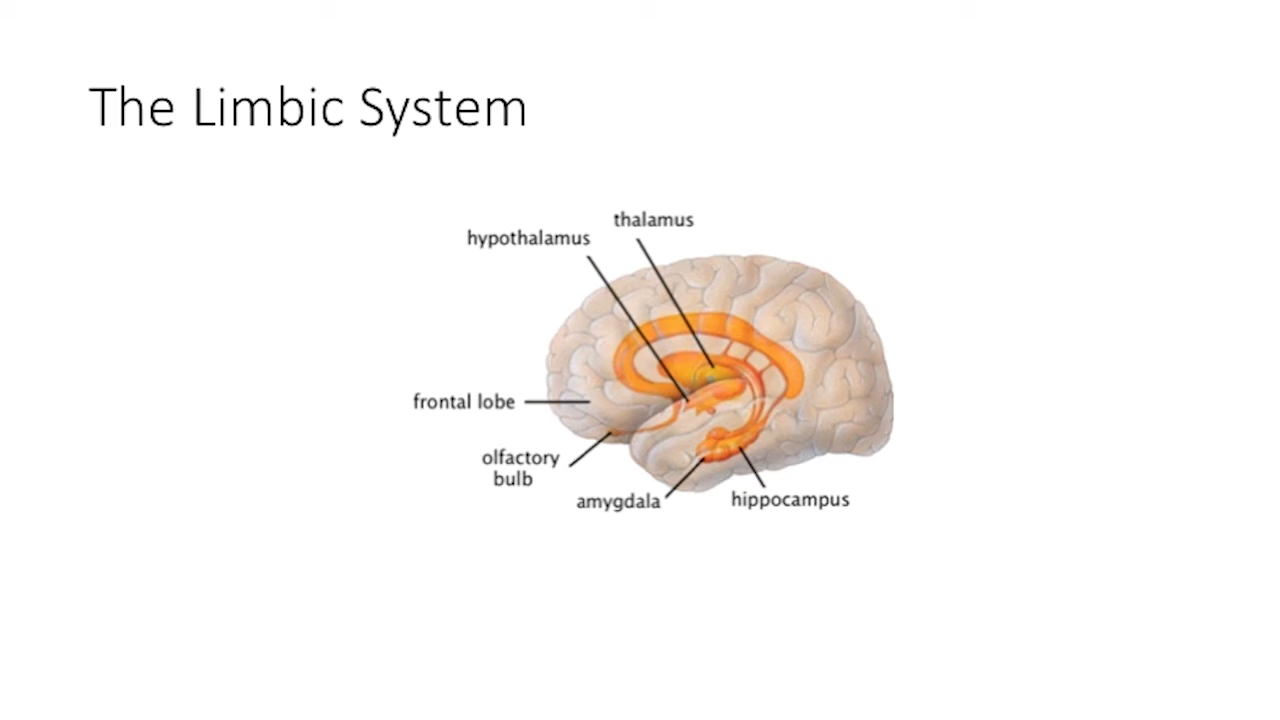 The Limbic System
thalamus
hypothalamus
frontal lobe
olfactory
bulb
amygdala
hippocampus